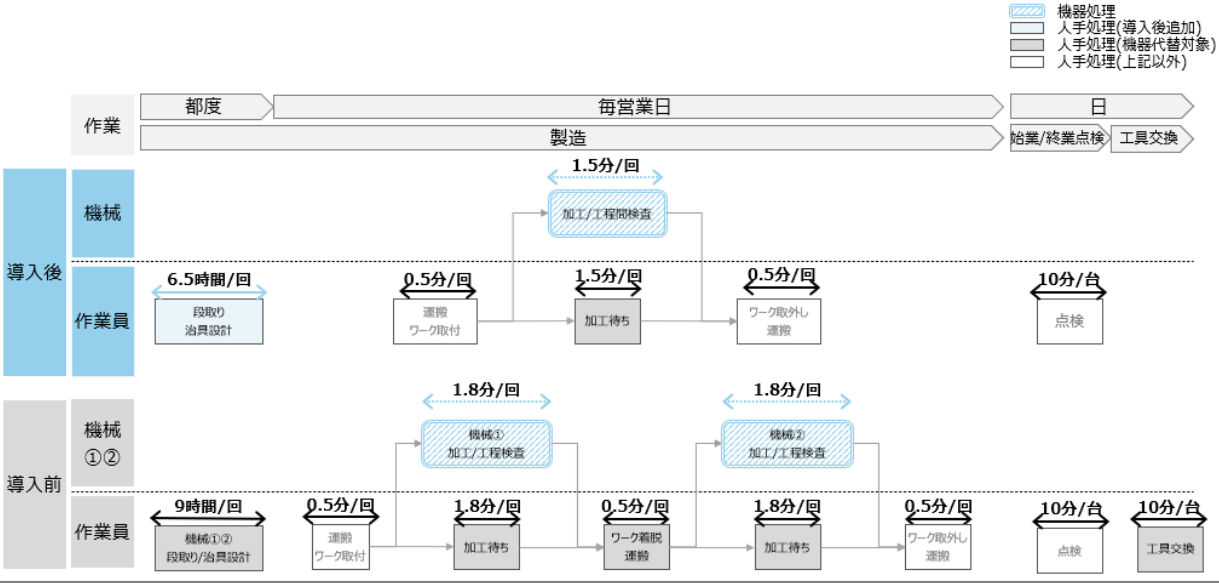 機器処理
人手処理(導入後追加)
人手処理(機器代替対象)
人手処理(上記以外)
作業
都度
毎営業日
日
製造
始業/終業点検
工具交換
導入後
機械
1.5分/回
加工/工程間検査
作業員
6.5時間/回
段取り
治具設計
0.5分/回
運搬
ワーク取付
1.5分/回
加工待ち
0.5分/回
ワーク取外し
運搬
10分/台
点検
導入前
機械
①②
1.8分/回
機械①
加工/工程検査
1.8分/回
機械②
加工/工程検査
作業員
9時間/回
機械①②
段取り/治具設計
0.5分/回
運搬
ワーク取付
1.8分/回
加工待ち
0.5分/回
ワーク着脱
運搬
1.8分/回
加工待ち
0.5分/回
ワーク取外し
運搬
10分/台
点検
10分/台
工具交換